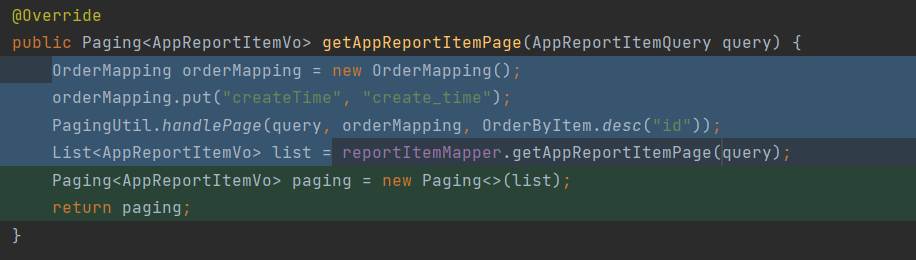 @Override
public Paging<AppReportItemVo> getAppReportItemPage(AppReportItemQuery query) {
    OrderMapping orderMapping = new OrderMapping();
    orderMapping.put("createTime", "create_time");
    PagingUtil.handlePage(query, orderMapping, OrderByItem.desc("id"));
    List<AppReportItemVo> list = reportItemMapper.getAppReportItemPage(query);
    Paging<AppReportItemVo> paging = new Paging<>(list);
    return paging;
}